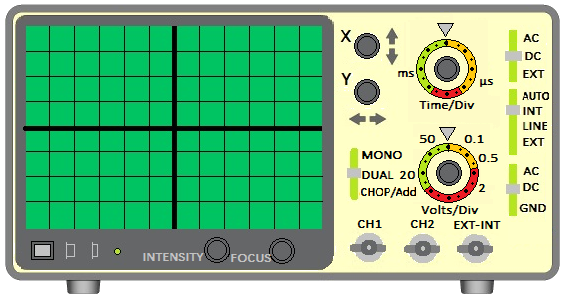 X
AC
DC
EXT
ms
µs
Y
Time/Div
AUTO
INT
LINE
EXT
50
0.1
0.5
MONO
DUAL
20
2
CHOP/Add
Volts/Div
AC
DC
GND
CH1
CH2
EXT-INT
INTENSITY
FOCUS